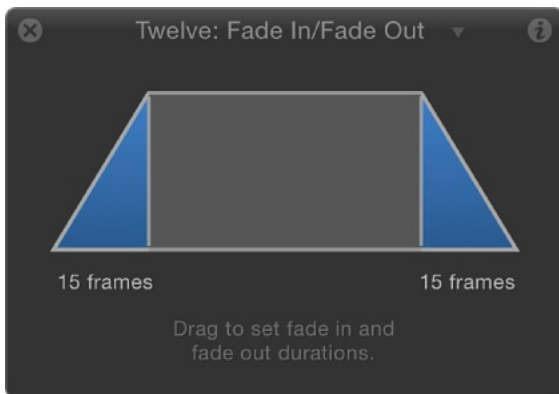 Twelve: Fade In/Fade Out
15 frames
15 frames
Drag to set fade in and
fade out durations.